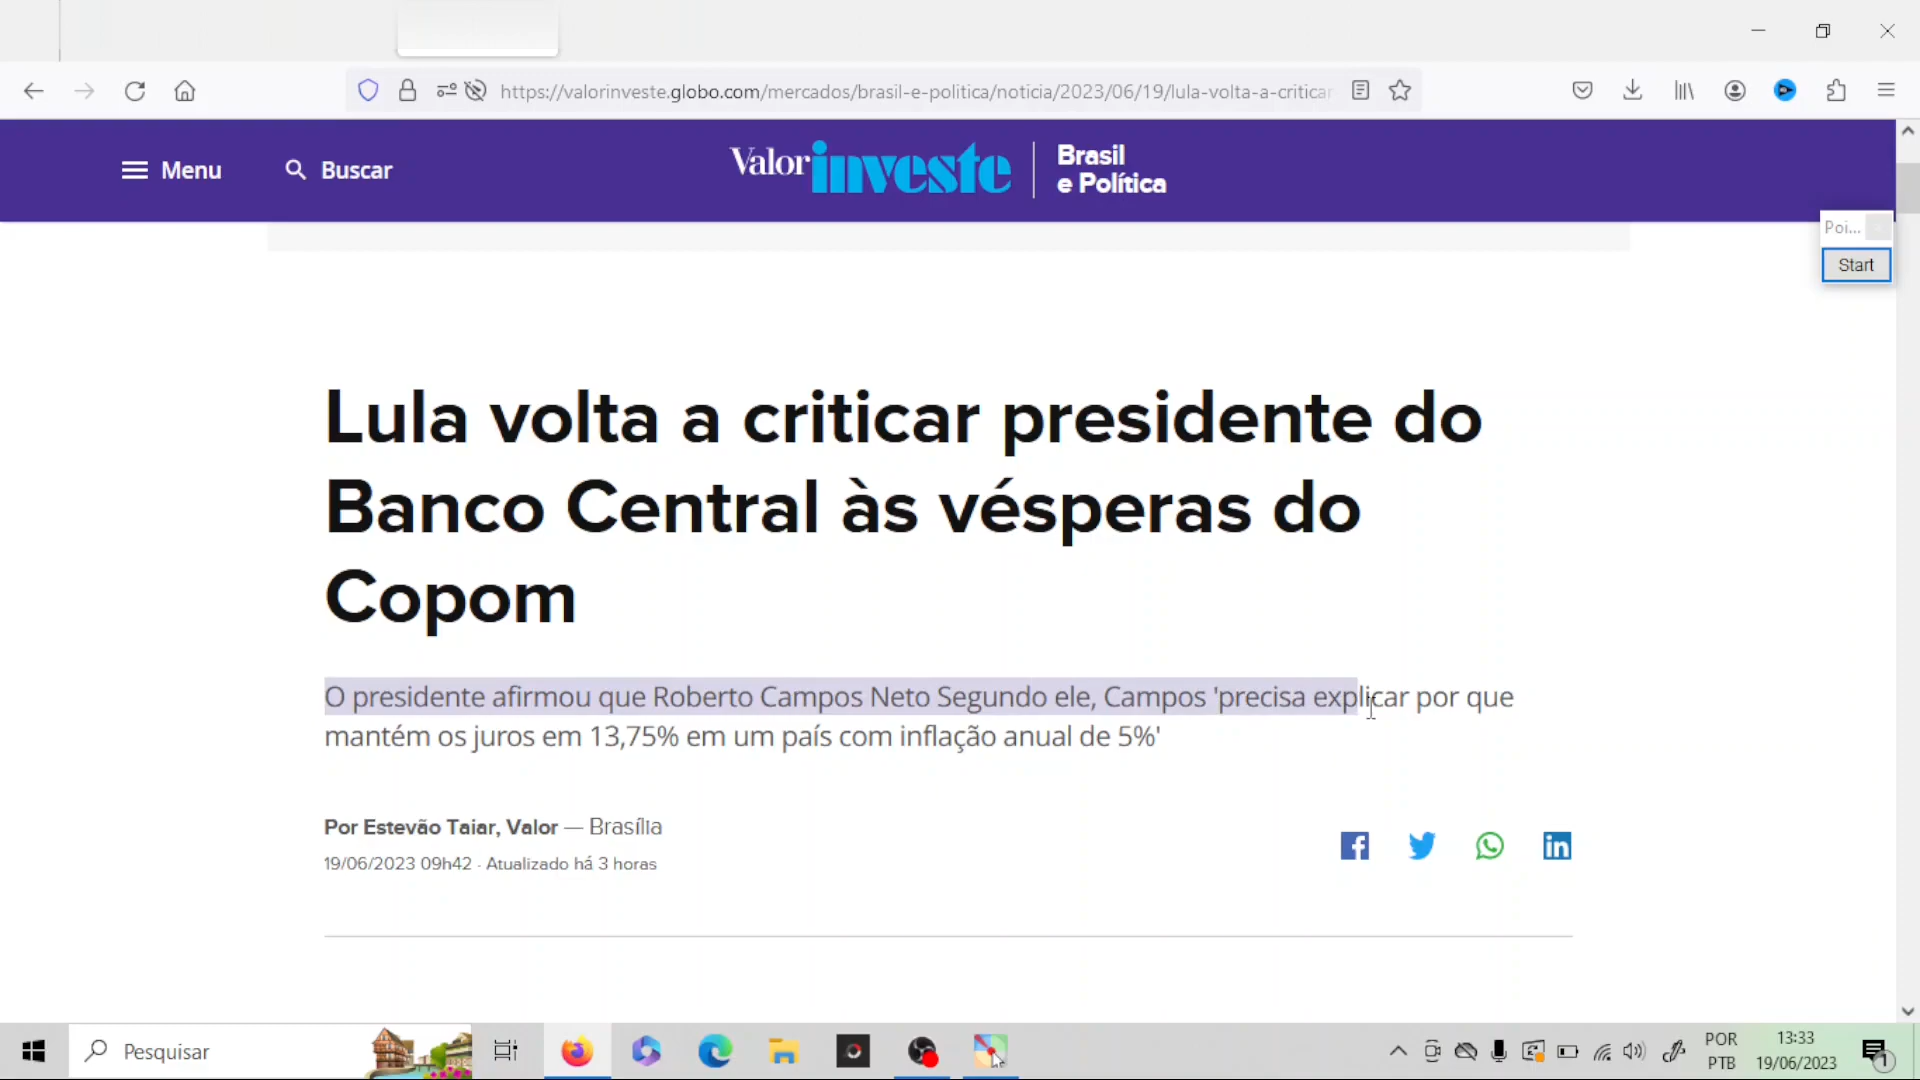 https://valorinveste.globo.com/mercados/brasil-e-politica/noticia/2023/06/19/lula-volta-a-criticar
Menu
Buscar
Valor investe
Brasil
e Política
Poi...
Start
Lula volta a criticar presidente do
Banco Central às vésperas do
Copom
O presidente afirmou que Roberto Campos Neto Segundo ele, Campos 'precisa explicar por que
mantém os juros em 13,75% em um país com inflação anual de 5%'
Por Estevão Taiar, Valor — Brasília
19/06/2023 09h42 · Atualizado há 3 horas
Pesquisar
POR
PTB
13:33
19/06/2023
1